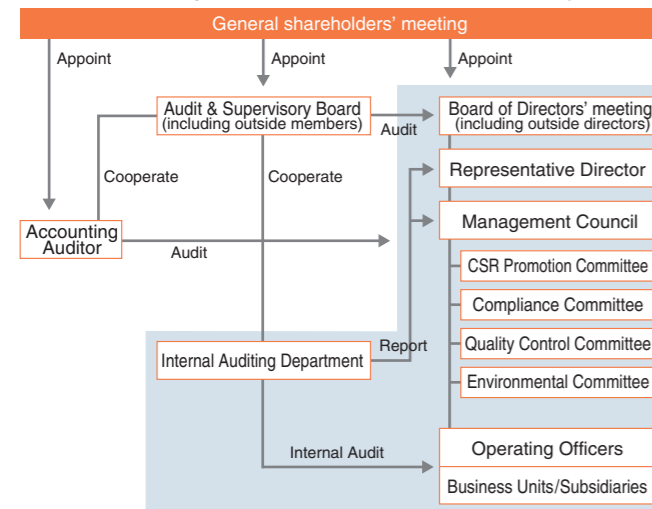 General shareholders' meeting
Appoint
Appoint
Appoint
Audit & Supervisory Board
(including outside members)
Audit
Board of Directors' meeting
(including outside directors)
Cooperate
Cooperate
Representative Director
Accounting
Auditor
Audit
Management Council
CSR Promotion Committee
Compliance Committee
Quality Control Committee
Internal Auditing Department
Report
Environmental Committee
Internal Audit
Operating Officers
Business Units/Subsidiaries